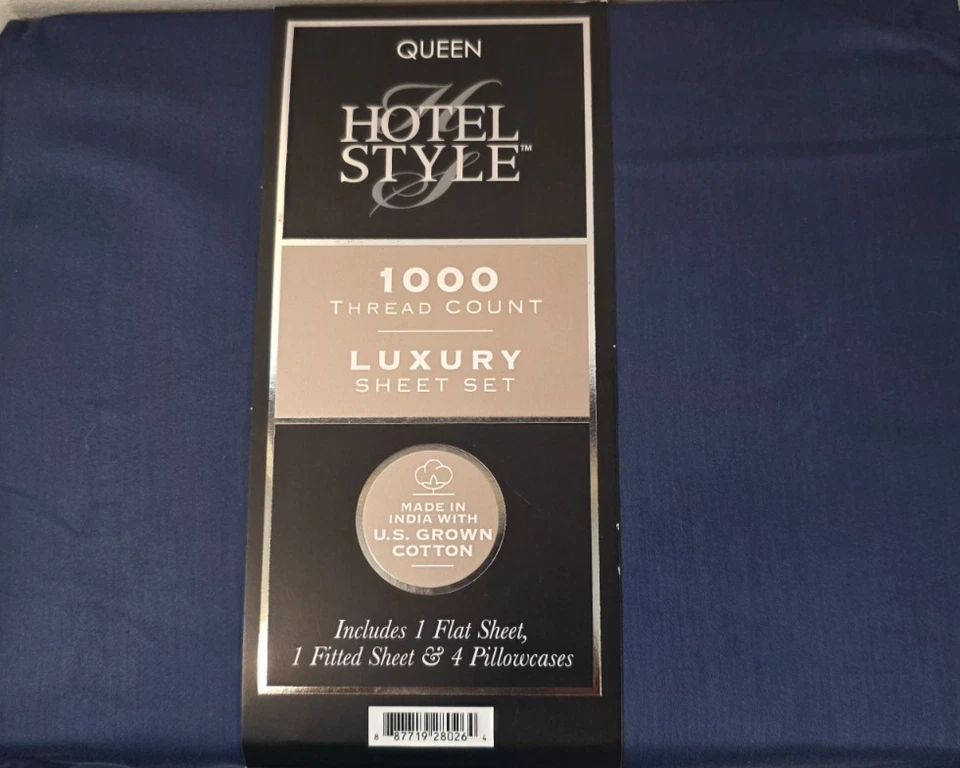 QUEEN
HOTEL
STYLE™
1000
THREAD COUNT
LUXURY
SHEET SET
MADE IN
INDIA WITH
U.S. GROWN
COTTON
Includes 1 Flat Sheet,
1 Fitted Sheet & 4 Pillowcases
8 87719 28026 4